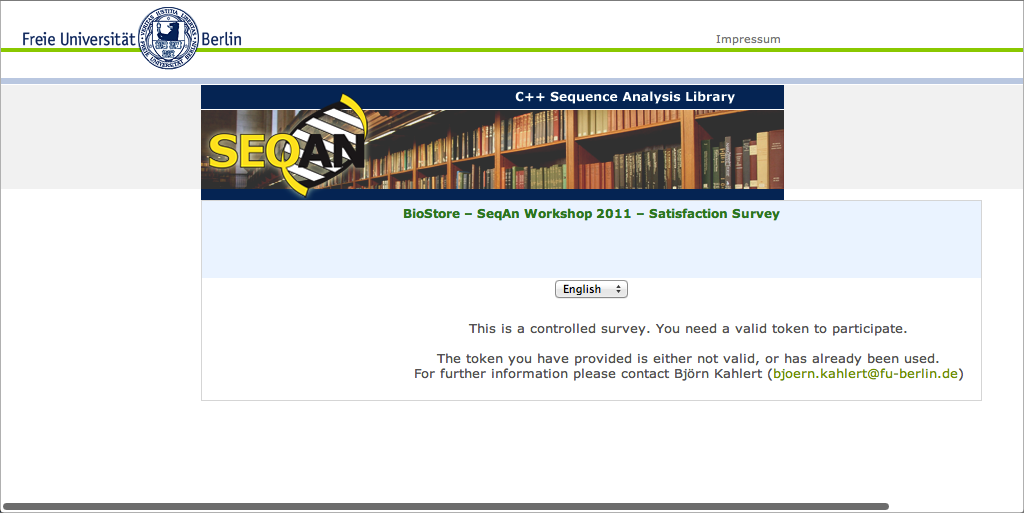 Freie Universität Berlin
Impressum
C++ Sequence Analysis Library
SEQAN
BioStore – SeqAn Workshop 2011 – Satisfaction Survey
English
This is a controlled survey. You need a valid token to participate.
The token you have provided is either not valid, or has already been used.
For further information please contact Björn Kahlert (bjoern.kahlert@fu-berlin.de)